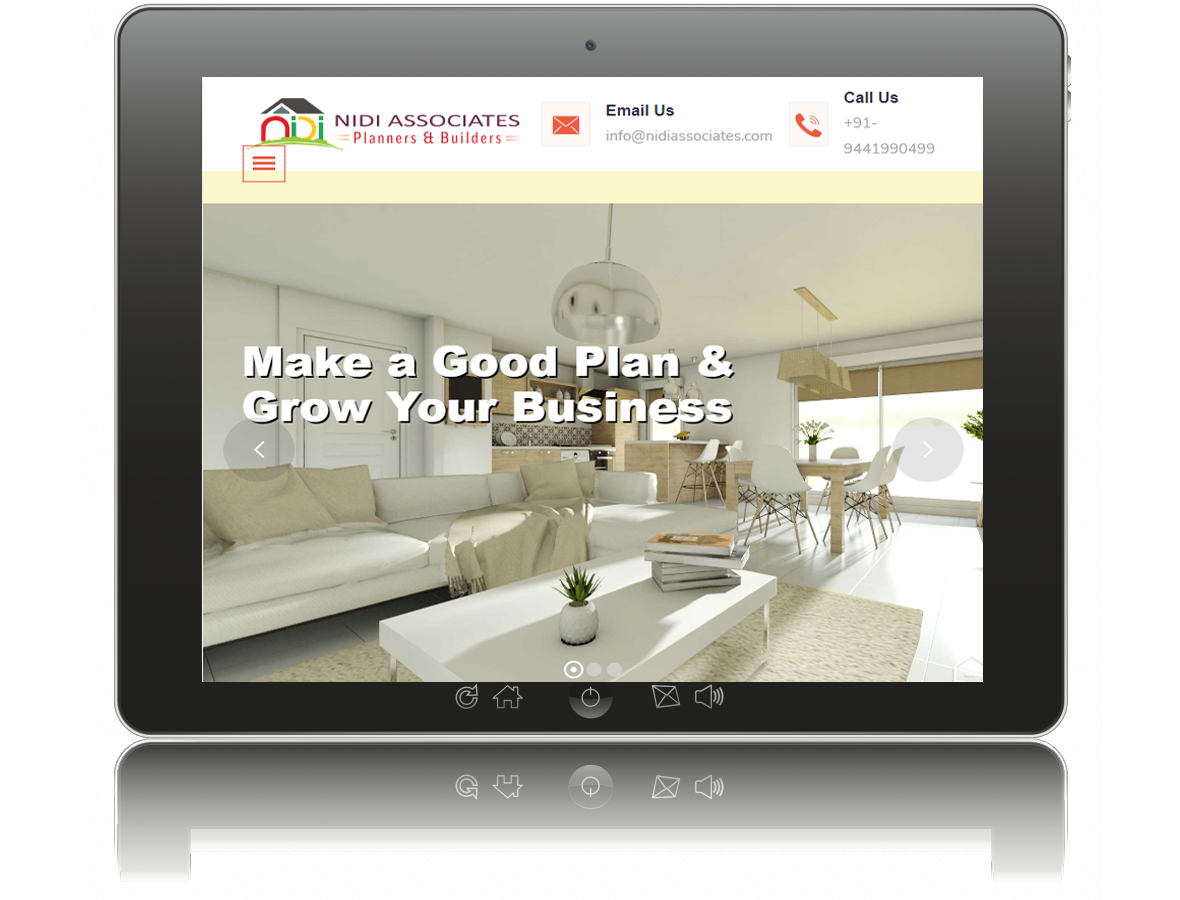 NIDI
NIDI ASSOCIATES
Planners & Builders
Email Us
info@nidiassociates.com
Call Us
+91-
9441990499
Make a Good Plan &
Grow Your Business